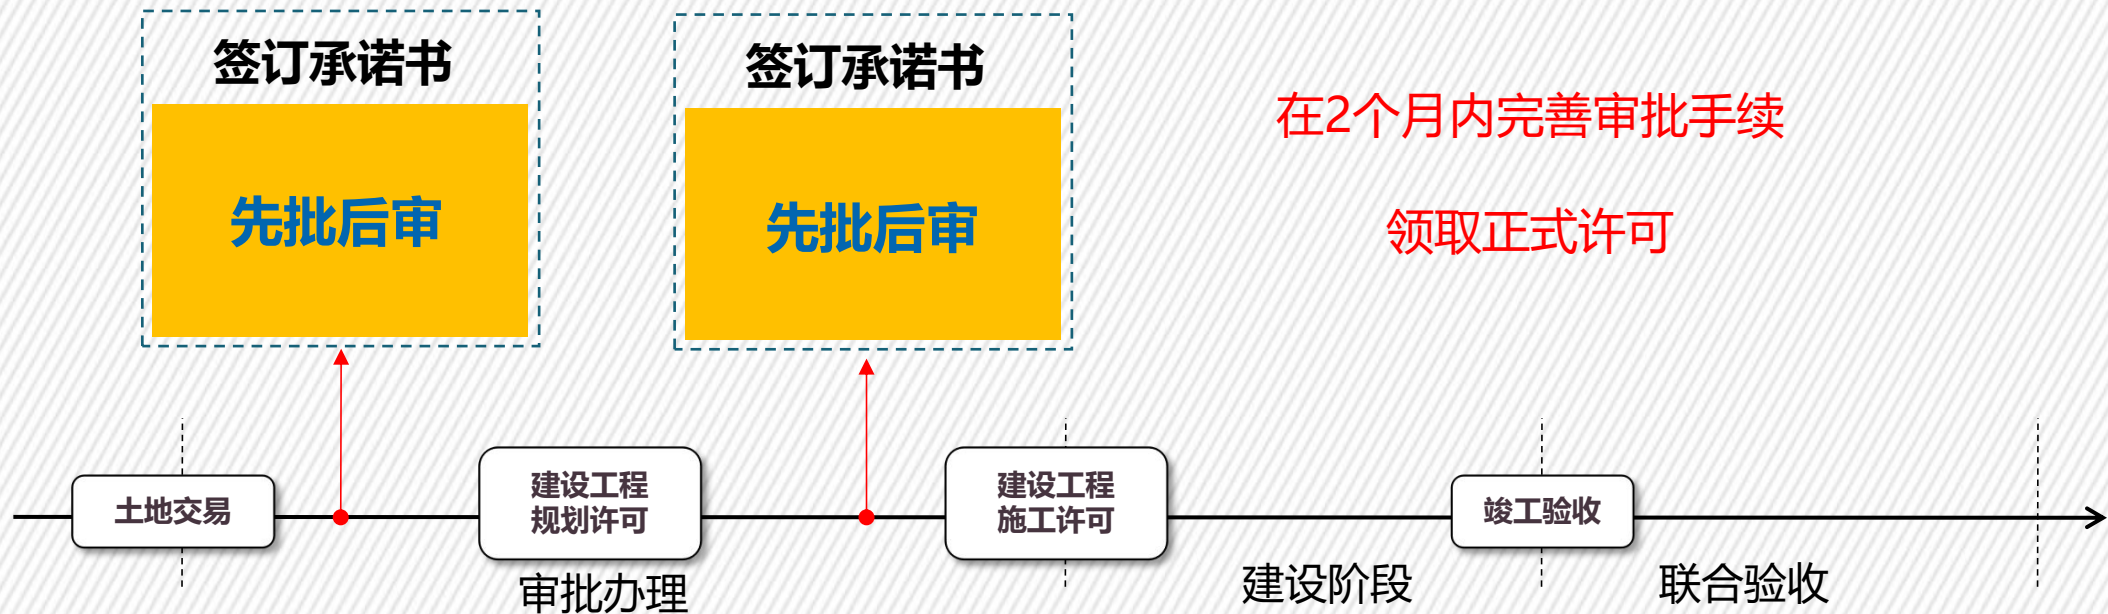 签订承诺书
先批后审
签订承诺书
先批后审
在2个月内完善审批手续
领取正式许可
土地交易
建设工程
规划许可
建设工程
施工许可
竣工验收
审批办理
建设阶段
联合验收